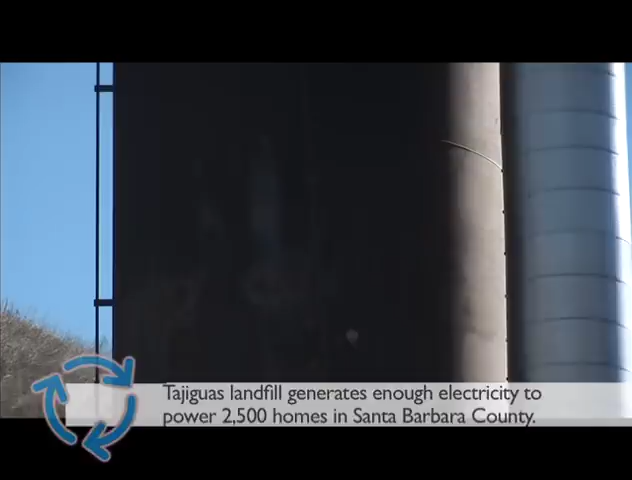 Tajiguas landfill generates enough electricity to
power 2,500 homes in Santa Barbara County.